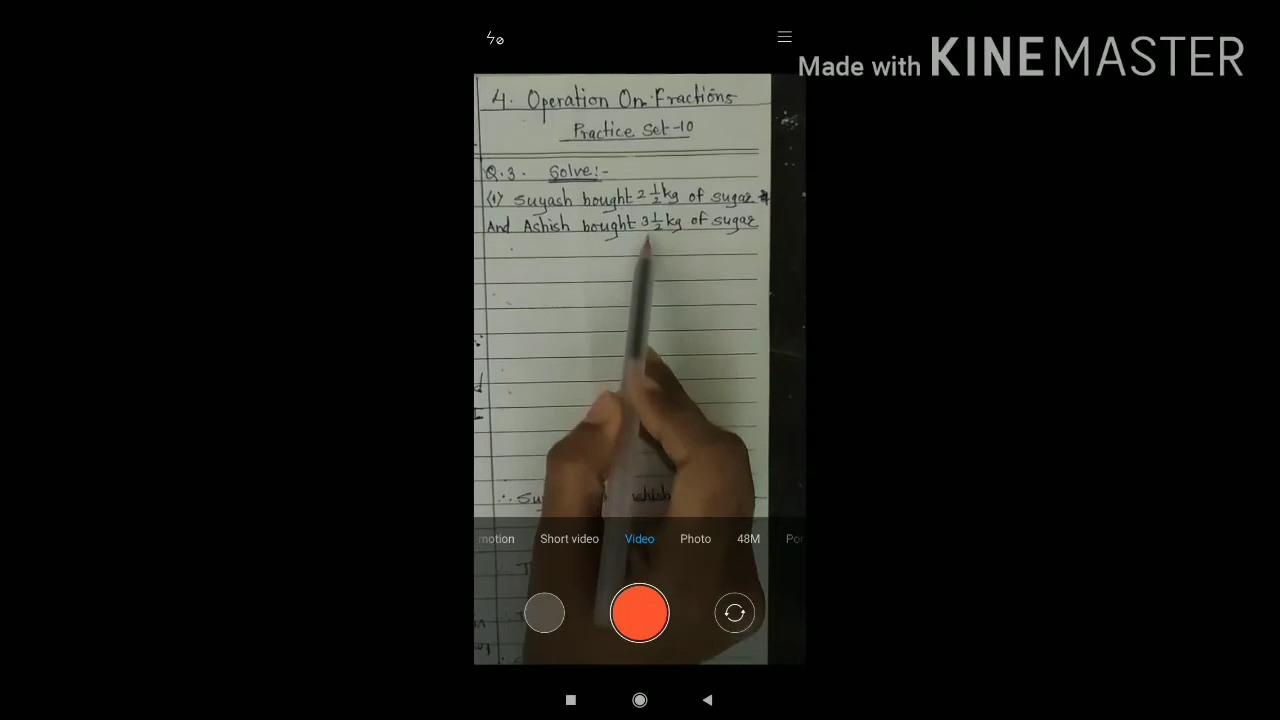 Made with KINEMASTER
4. Operation On Fractions
Practice Set-10
Q.3. Solve:-
(1) Suyash bought 2 1/2 kg of sugar
And Ashish bought 3 1/2 kg of sugar
motion Short video Video Photo 48M Por